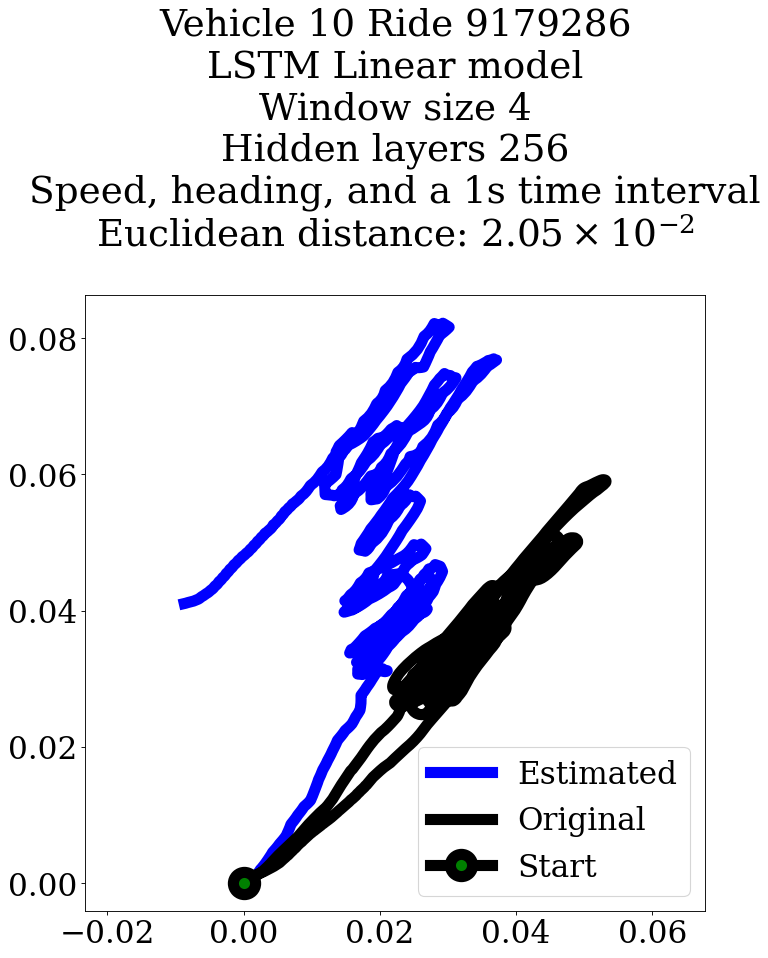 Vehicle 10 Ride 9179286
LSTM Linear model
Window size 4
Hidden layers 256
Speed, heading, and a 1s time interval
Euclidean distance: 2.05 × 10⁻²
0.08
0.06
0.04
0.02
0.00
Estimated
Original
Start
−0.02 0.00 0.02 0.04 0.06